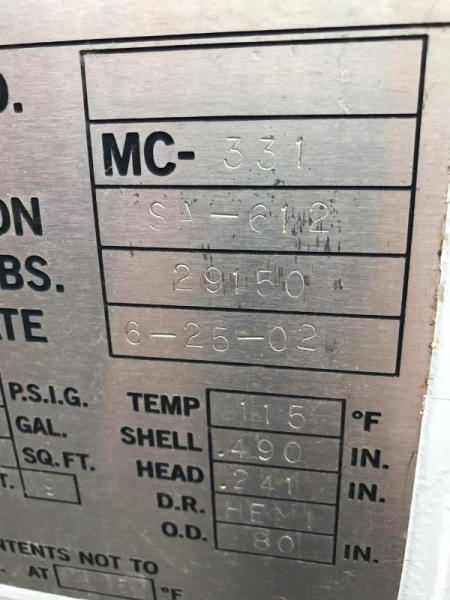 O.
MC- 331
ON SA-612
BS. 29150
TE 6-25-02
P.S.I.G. TEMP 115 °F
GAL. SHELL .490 IN.
SQ.FT. HEAD .241 IN.
T. D.R. HEMI
O.D. 80 IN.
NTENTS NOT TO
AT °F